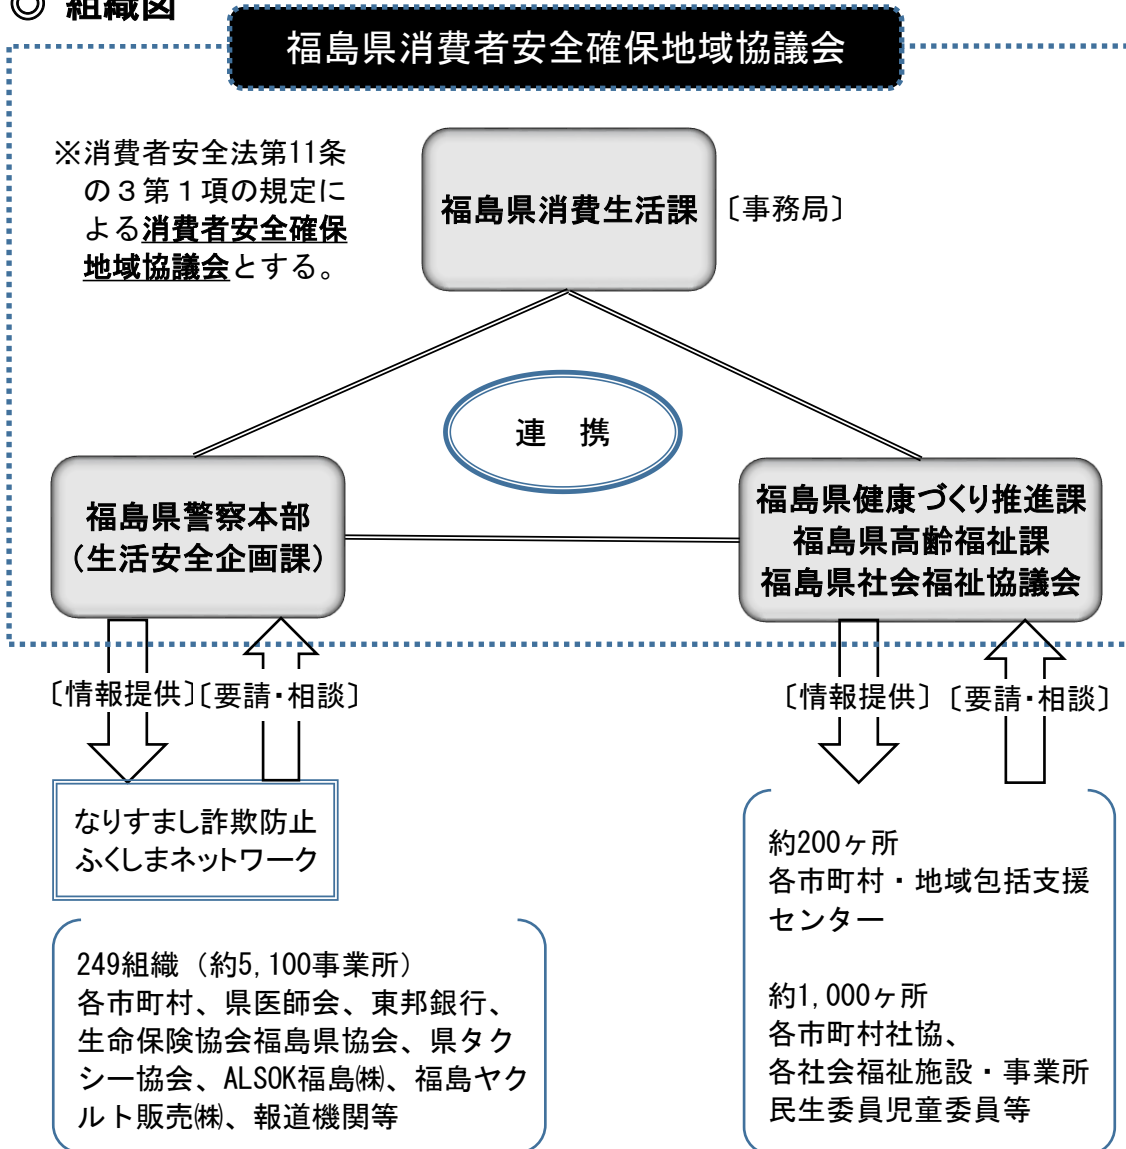 ◎ 組織図
福島県消費者安全確保地域協議会
※消費者安全法第11条
の3第1項の規定に
よる消費者安全確保
地域協議会とする。
福島県消費生活課
〔事務局〕
連 携
福島県警察本部
（生活安全企画課）
福島県健康づくり推進課
福島県高齢福祉課
福島県社会福祉協議会
〔情報提供〕〔要請・相談〕
〔情報提供〕〔要請・相談〕
なりすまし詐欺防止
ふくしまネットワーク
249組織（約5,100事業所）
各市町村、県医師会、東邦銀行、
生命保険協会福島県協会、県タク
シー協会、ALSOK福島㈱、福島ヤク
ルト販売㈱、報道機関等
約200ヶ所
各市町村・地域包括支援
センター
約1,000ヶ所
各市町村社協、
各社会福祉施設・事業所
民生委員児童委員等